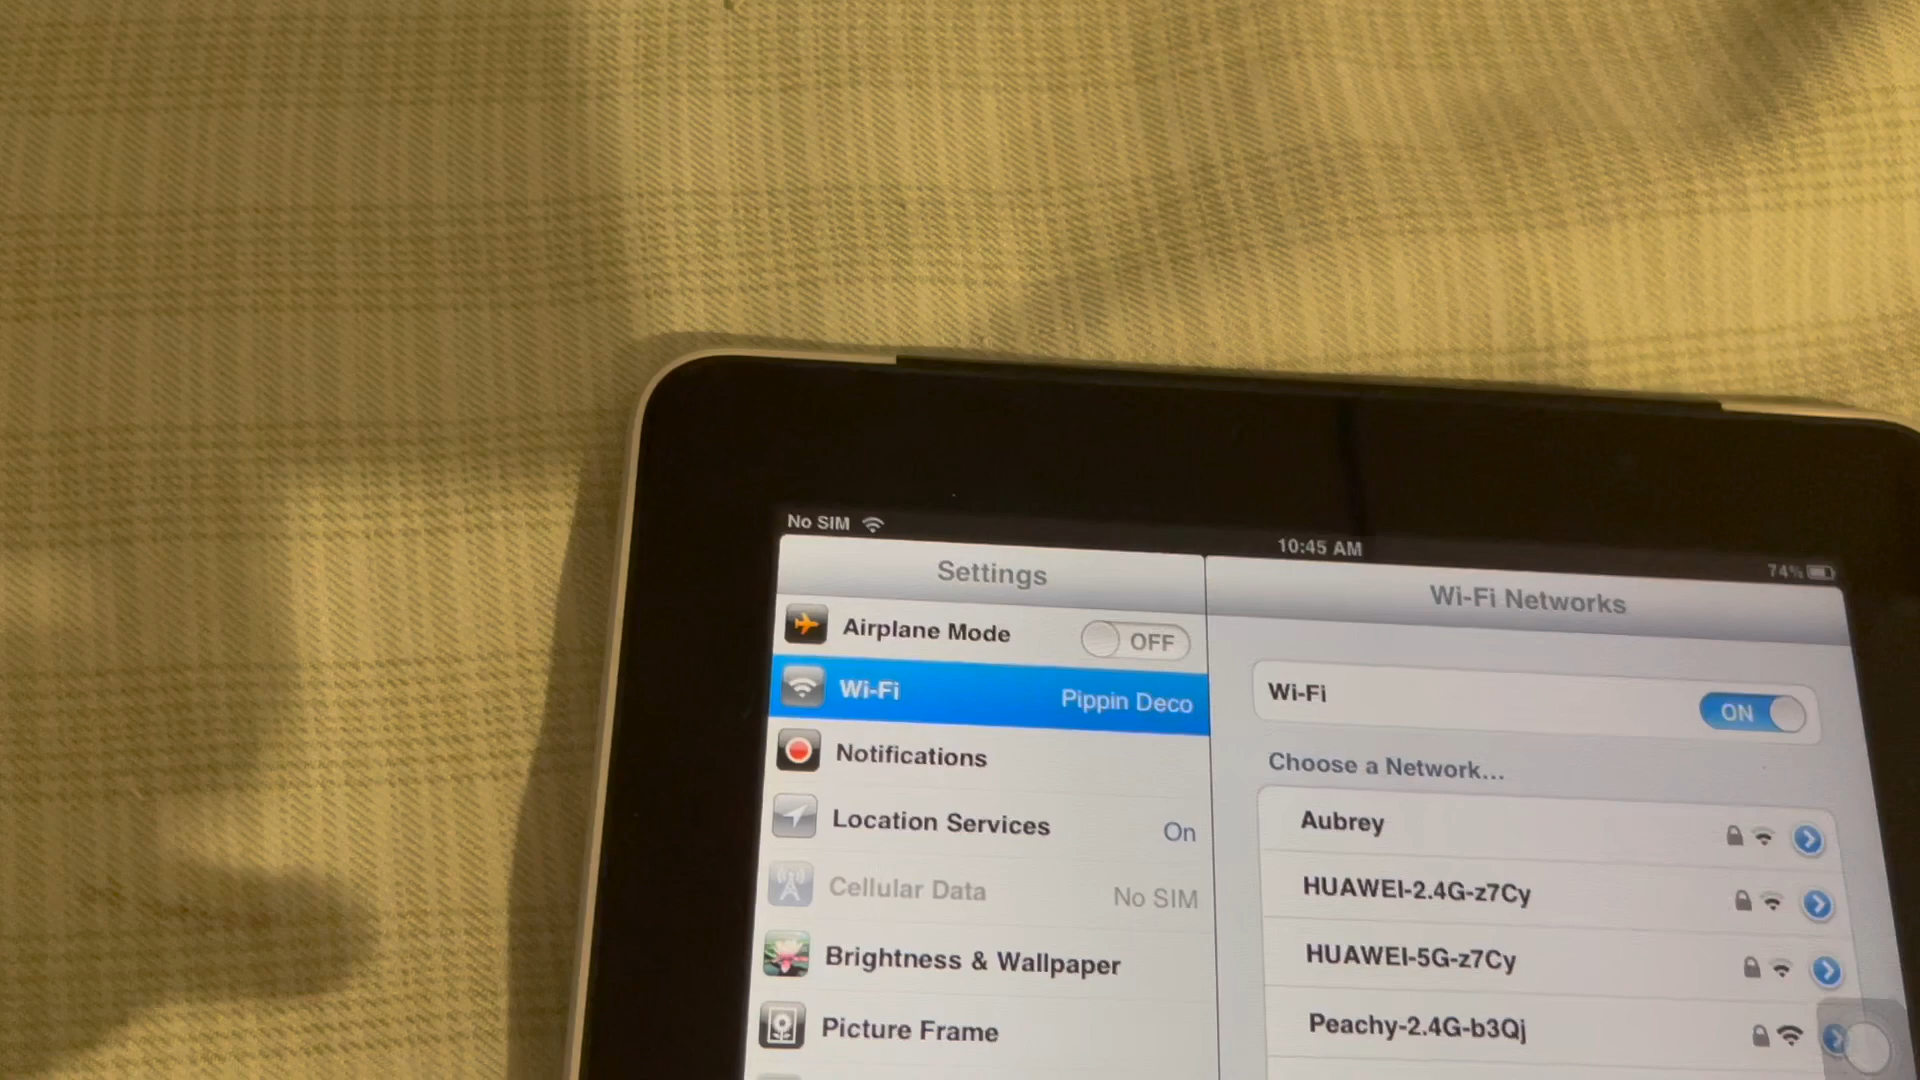 No SIM
10:45 AM
74%
Settings
Airplane Mode OFF
Wi-Fi Pippin Deco
Notifications
Location Services On
Cellular Data No SIM
Brightness & Wallpaper
Picture Frame
Wi-Fi Networks
Wi-Fi ON
Choose a Network...
Aubrey
HUAWEI-2.4G-z7Cy
HUAWEI-5G-z7Cy
Peachy-2.4G-b3Qj